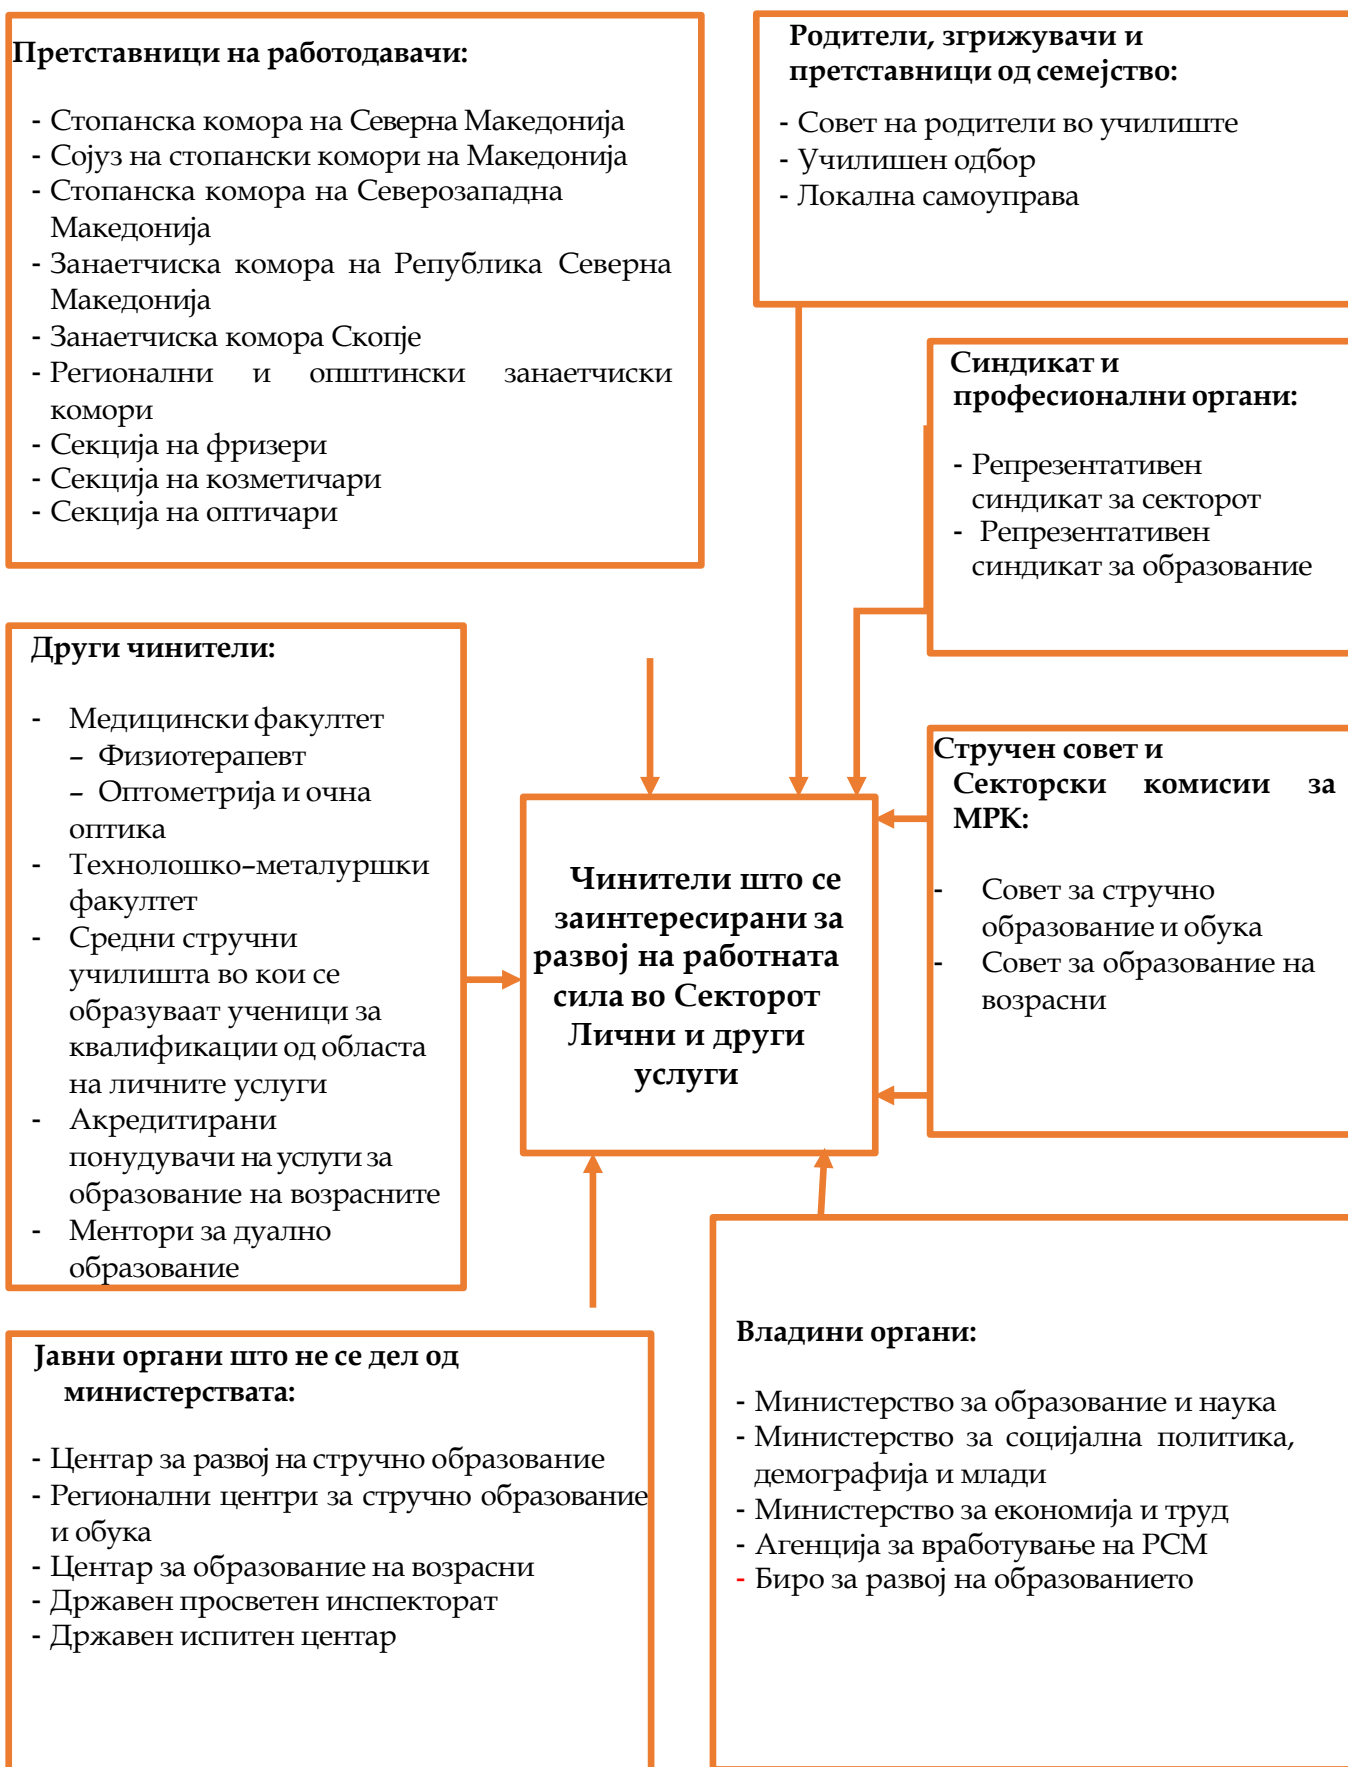 Претставници на работодавачи:
- Стопанска комора на Северна Македонија
- Сојуз на стопански комори на Македонија
- Стопанска комора на Северозападна
Македонија
- Занаетчиска комора на Република Северна
Македонија
- Занаетчиска комора Скопје
- Регионални и општински занаетчиски
комори
- Секција на фризери
- Секција на козметичари
- Секција на оптичари
Родители, згрижувачи и
претставници од семејство:
- Совет на родители во училиште
- Училишен одбор
- Локална самоуправа
Синдикат и
професионални органи:
- Репрезентативен
синдикат за секторот
- Репрезентативен
синдикат за образование
Други чинители:
- Медицински факултет
– Физиотерапевт
– Оптометрија и очна
оптика
- Технолошко–металуршки
факултет
- Средни стручни
училишта во кои се
образуваат ученици за
квалификации од областа
на личните услуги
- Акредитирани
понудувачи на услуги за
образование на возрасните
- Ментори за дуално
образование
Чинители што се
заинтересирани за
развој на работната
сила во Секторот
Лични и други
услуги
Стручен совет и
Секторски комисии за
МРК:
- Совет за стручно
образование и обука
- Совет за образование на
возрасни
Јавни органи што не се дел од
министерствата:
- Центар за развој на стручно образование
- Регионални центри за стручно образование
и обука
- Центар за образование на возрасни
- Државен просветен инспекторат
- Државен испитен центар
Владини органи:
- Министерство за образование и наука
- Министерство за социјална политика,
демографија и млади
- Министерство за економија и труд
- Агенција за вработување на РСМ
- Биро за развој на образованието